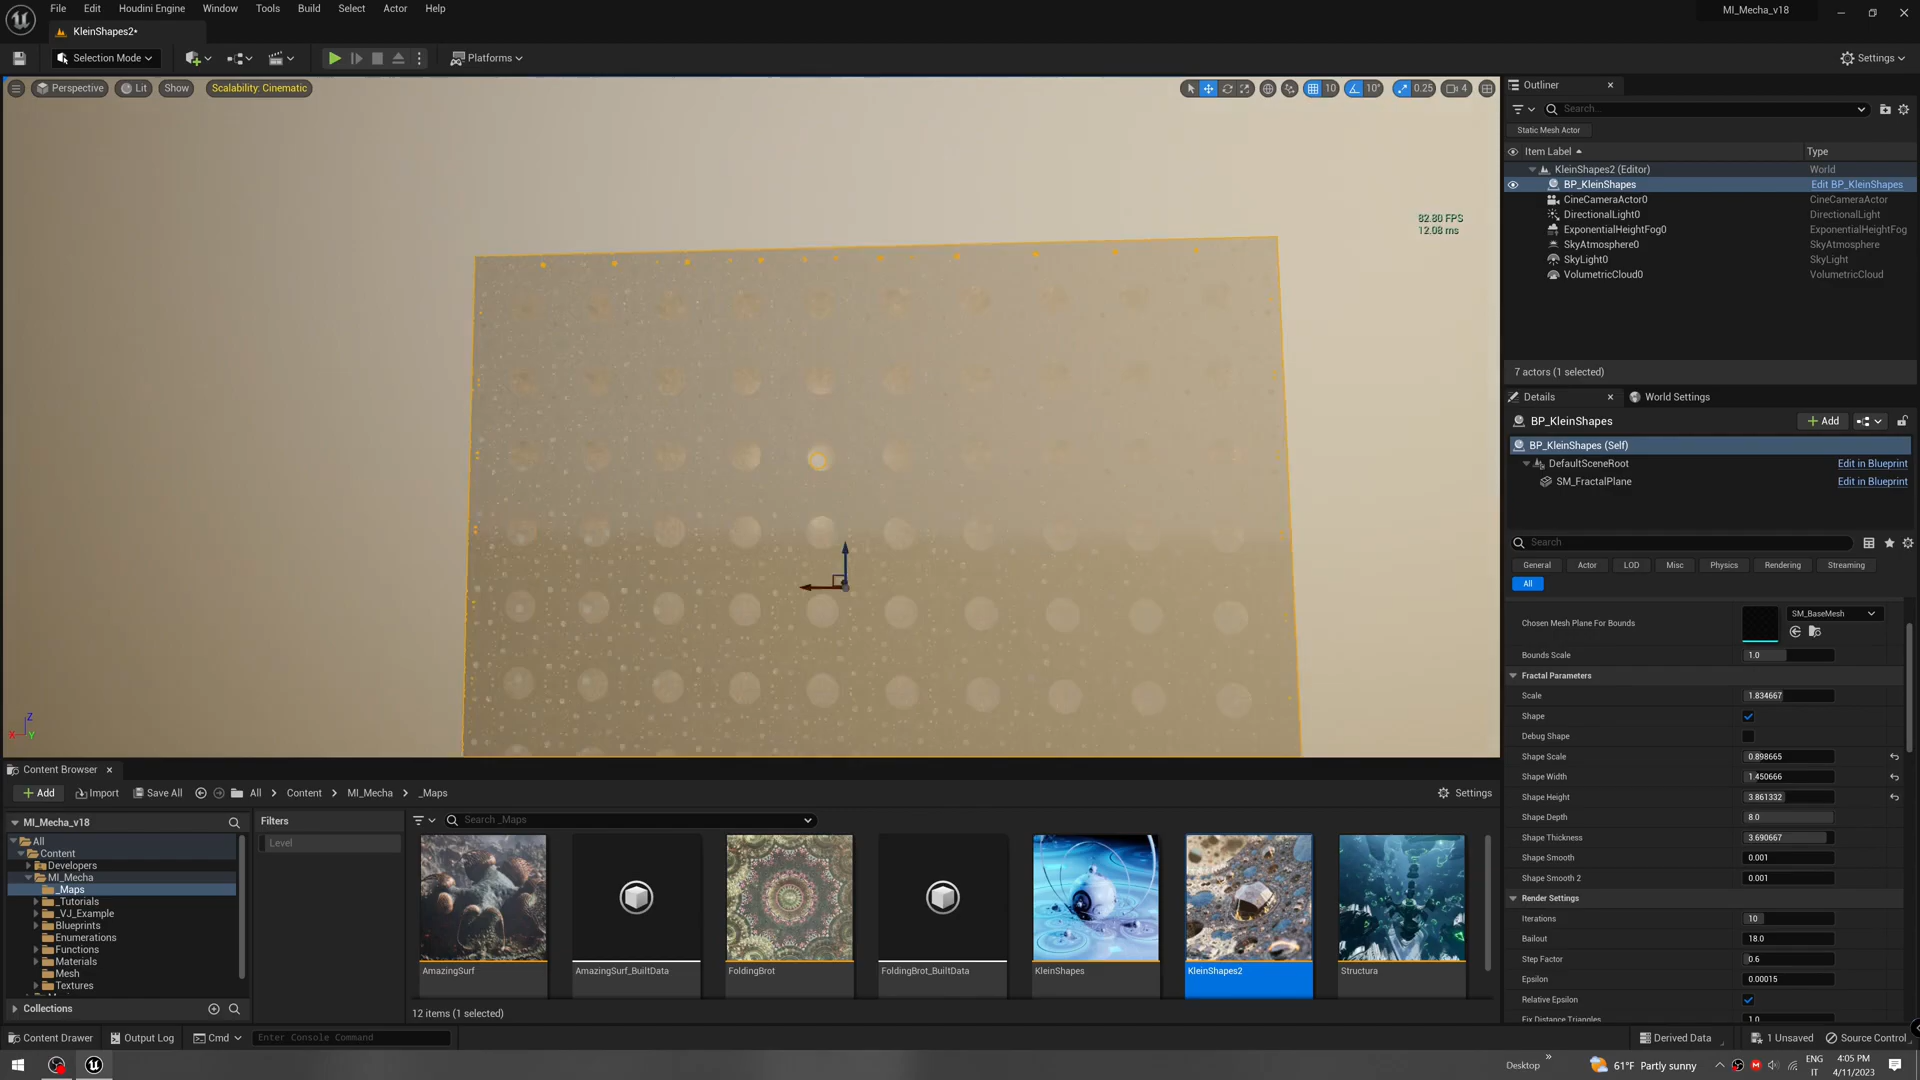 File Edit Houdini Engine Window Tools Build Select Actor Help
MI_Mecha_v18
KleinShapes2•
Selection Mode
Platforms
Settings
Perspective Lit Show Scalability: Cinematic
10 10° 0.25 4
82.80 FPS
12.08 ms
Z
X Y
Outliner
Search...
Static Mesh Actor
Item Label Type
KleinShapes2 (Editor) World
BP_KleinShapes Edit BP_KleinShapes
CineCameraActor0 CineCameraActor
DirectionalLight0 DirectionalLight
ExponentialHeightFog0 ExponentialHeightFog
SkyAtmosphere0 SkyAtmosphere
SkyLight0 SkyLight
VolumetricCloud0 VolumetricCloud
7 actors (1 selected)
Details World Settings
BP_KleinShapes Add
BP_KleinShapes (Self)
DefaultSceneRoot Edit in Blueprint
SM_FractalPlane Edit in Blueprint
Search
General Actor LOD Misc Physics Rendering Streaming
All
Chosen Mesh Plane For Bounds SM_BaseMesh
Bounds Scale 1.0
Fractal Parameters
Scale 1.834667
Shape
Debug Shape
Shape Scale 0.898665
Shape Width 1.450666
Shape Height 3.861332
Shape Depth 8.0
Shape Thickness 3.690667
Shape Smooth 0.001
Shape Smooth 2 0.001
Render Settings
Iterations 10
Bailout 18.0
Step Factor 0.6
Epsilon 0.00015
Relative Epsilon
Fix Distance Triangles 1.0
Content Browser
Add Import Save All All Content MI_Mecha _Maps Settings
MI_Mecha_v18
All
Content
Developers
MI_Mecha
_Maps
_Tutorials
_VJ_Example
Blueprints
Enumerations
Functions
Materials
Mesh
Textures
Collections
Filters
Level
Search _Maps
AmazingSurf AmazingSurf_BuiltData FoldingBrot FoldingBrot_BuiltData KleinShapes KleinShapes2 Structura
12 items (1 selected)
Content Drawer Output Log Cmd Enter Console Command Derived Data 1 Unsaved Source Control
Desktop 61°F Partly sunny ENG IT 4:05 PM 4/11/2023